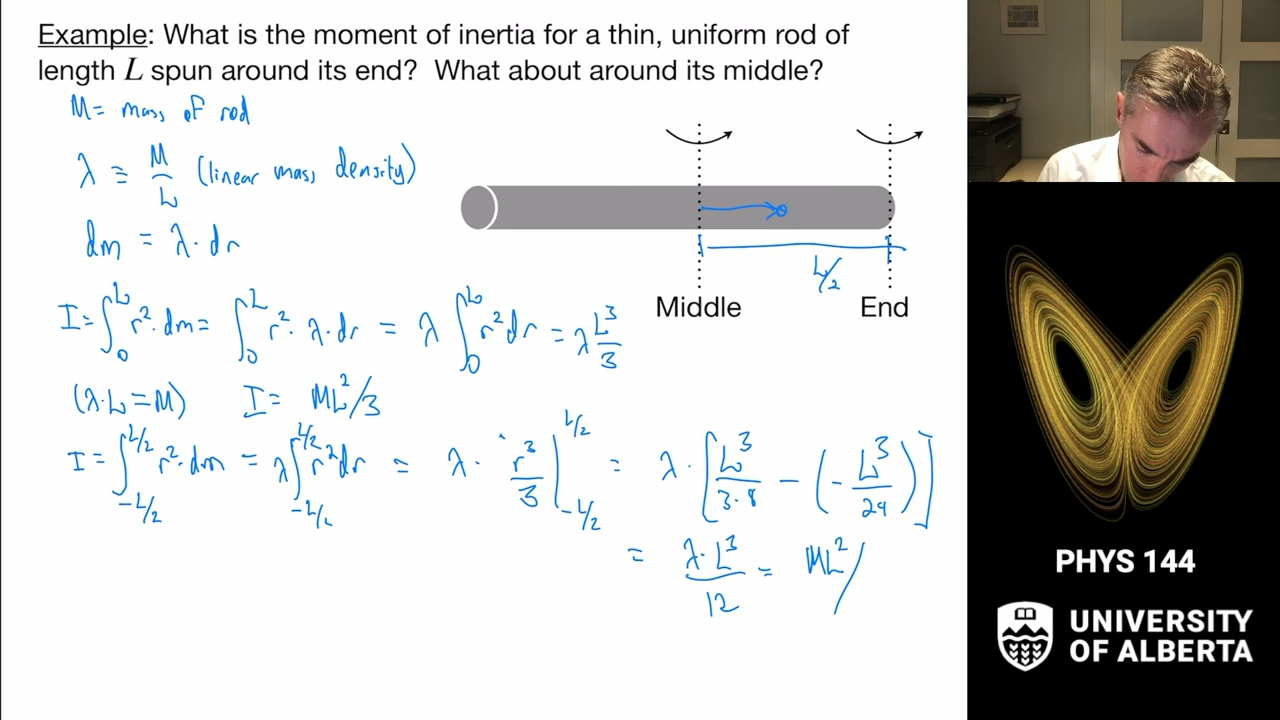 Example: What is the moment of inertia for a thin, uniform rod of
length L spun around its end? What about around its middle?
M = mass of rod
λ ≡ M/L (linear mass density)
dm = λ · dr
L/2
Middle
End
I = ∫₀ᴸ r² · dm = ∫₀ᴸ r² · λ · dr = λ ∫₀ᴸ r² dr = λ L³/3
(λ · L = M) I = ML²/3
I = ∫_{-L/2}^{L/2} r² · dm = λ ∫_{-L/2}^{L/2} r² dr = λ · r³/3 |_{-L/2}^{L/2} = λ · [L³/3·8 - (- L³/24)]
= λ · L³/12 = ML²/
PHYS 144
UNIVERSITY
OF ALBERTA